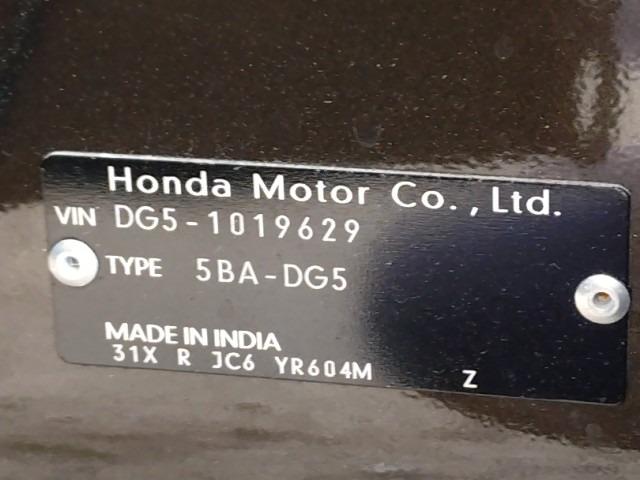 Honda Motor Co., Ltd.
VIN DG5-1019629
TYPE 5BA-DG5
MADE IN INDIA
31X R JC6 YR604M Z